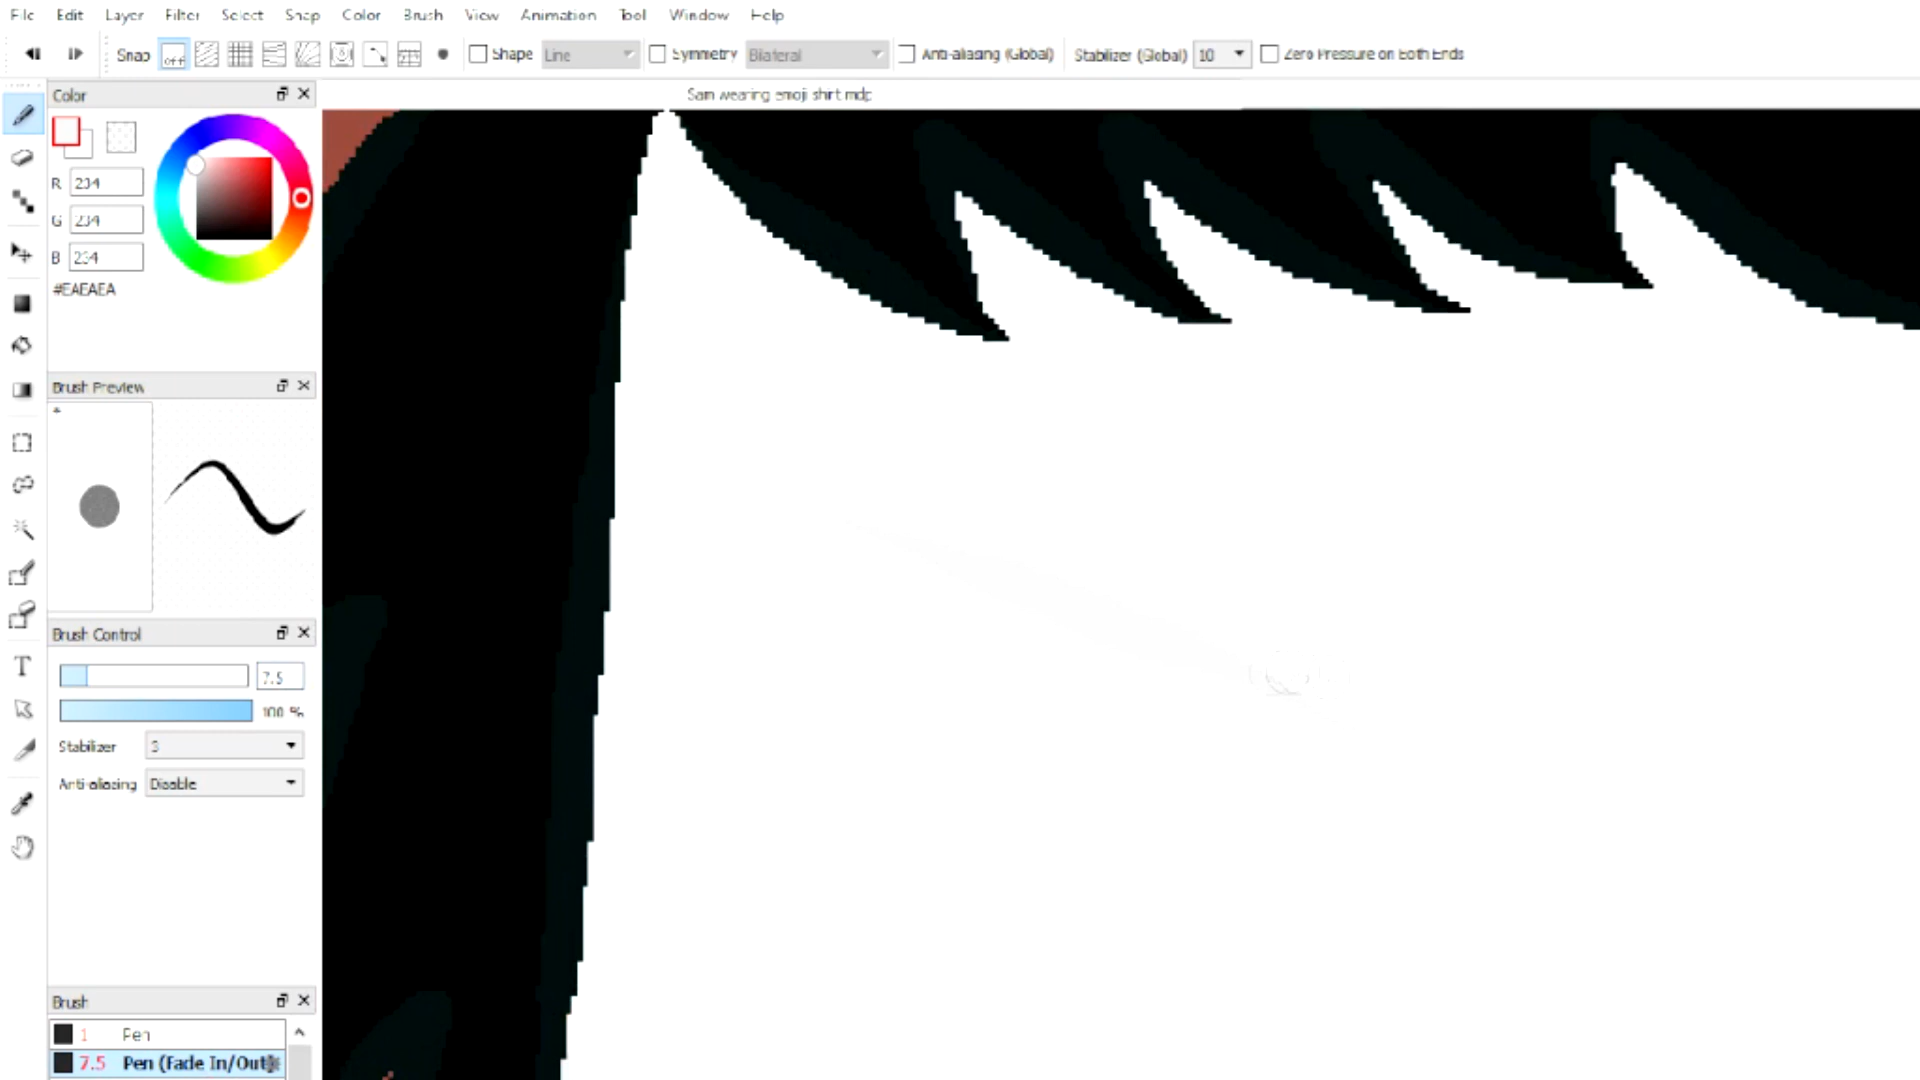 File Edit Layer Filter Select Snap Color Brush View Animation Tool Window Help
Snap off Shape Line Symmetry Bilateral Anti-aliasing (Global) Stabilizer (Global) 10 Zero Pressure on Both Ends
Color
Sam wearing emoji shirt.mdp
R 234
G 234
B 234
#EAEAEA
Brush Preview
Brush Control
7.5
100 %
Stabilizer 3
Anti-aliasing Disable
Brush
1 Pen
7.5 Pen (Fade In/Out)
T